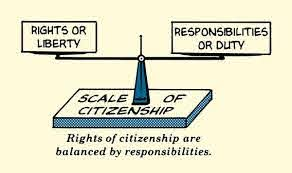 RIGHTS OR
LIBERTY
RESPONSIBILITIES
OR DUTY
SCALE OF
CITIZENSHIP
Rights of citizenship are
balanced by responsibilities.